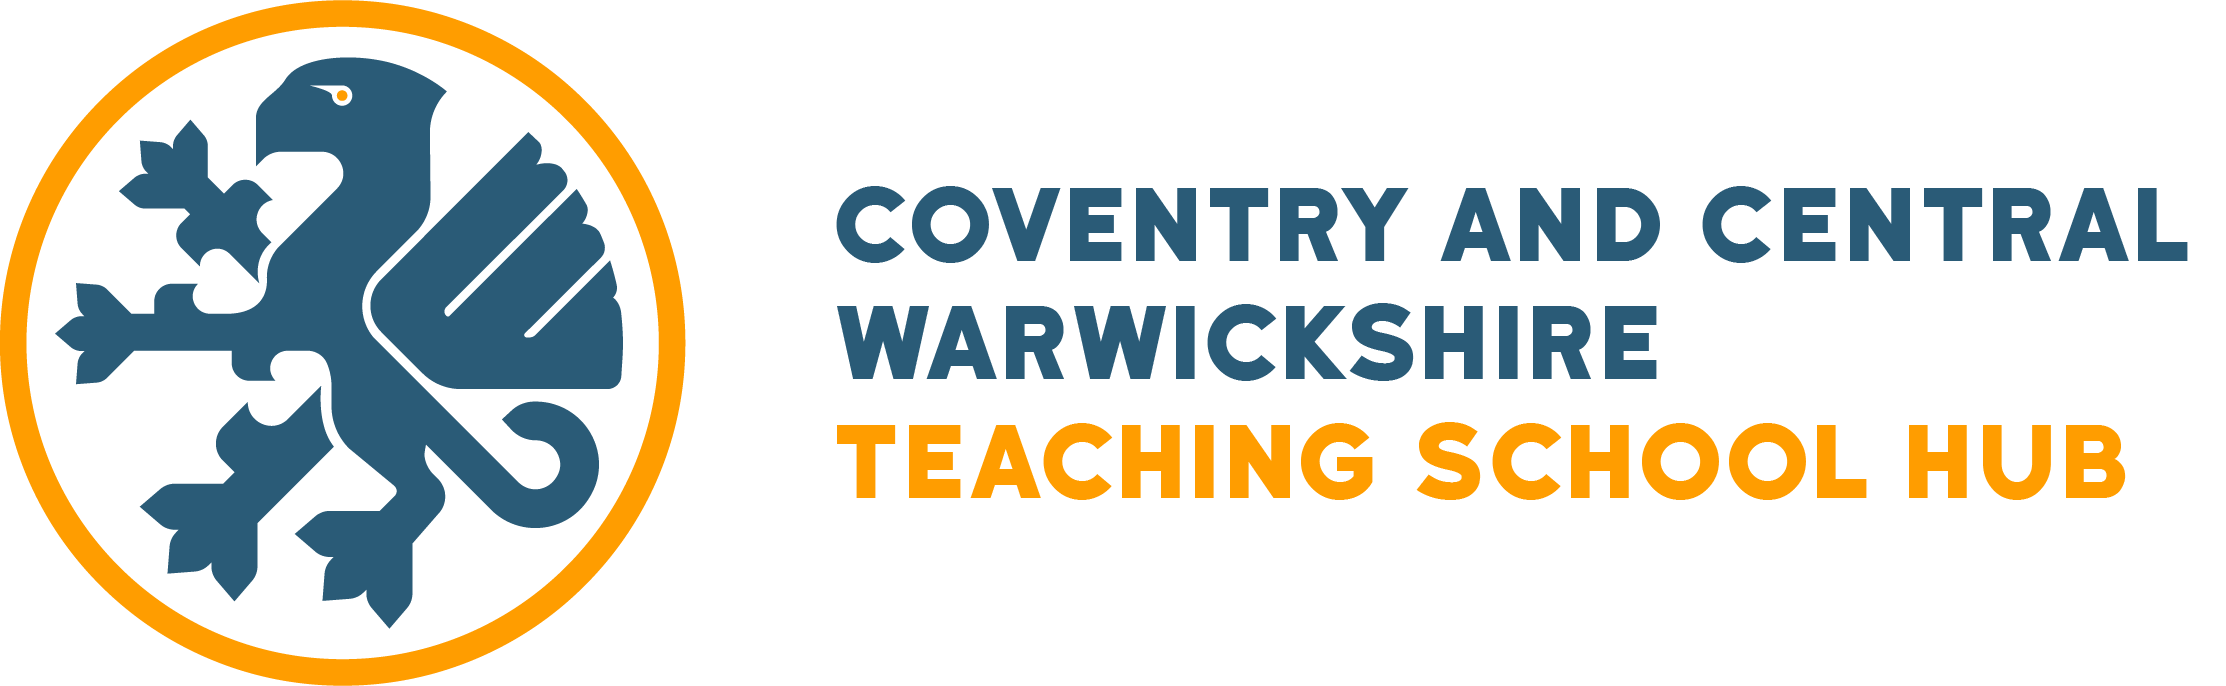 COVENTRY AND CENTRAL
WARWICKSHIRE
TEACHING SCHOOL HUB